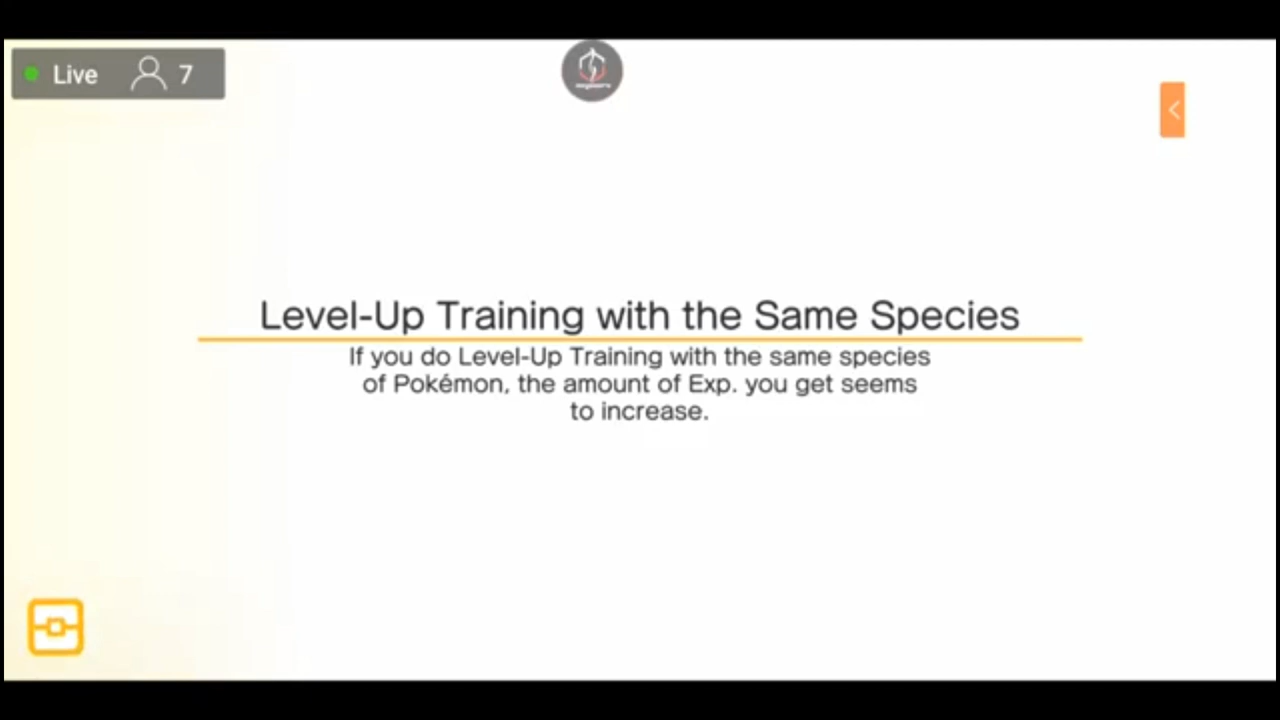 Live 7
Level-Up Training with the Same Species
If you do Level-Up Training with the same species
of Pokémon, the amount of Exp. you get seems
to increase.